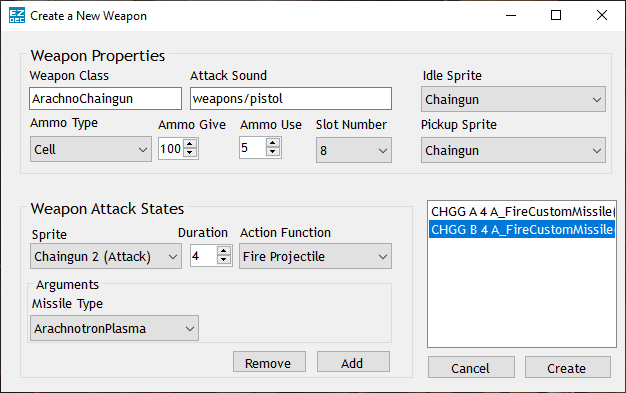 EZ DEC Create a New Weapon
Weapon Properties
Weapon Class Attack Sound Idle Sprite
ArachnoChaingun weapons/pistol Chaingun
Ammo Type Ammo Give Ammo Use Slot Number Pickup Sprite
Cell 100 5 8 Chaingun
Weapon Attack States
CHGG A 4 A_FireCustomMissile(
CHGG B 4 A_FireCustomMissile(
Sprite Duration Action Function
Chaingun 2 (Attack) 4 Fire Projectile
Arguments
Missile Type
ArachnotronPlasma
Remove Add
Cancel Create